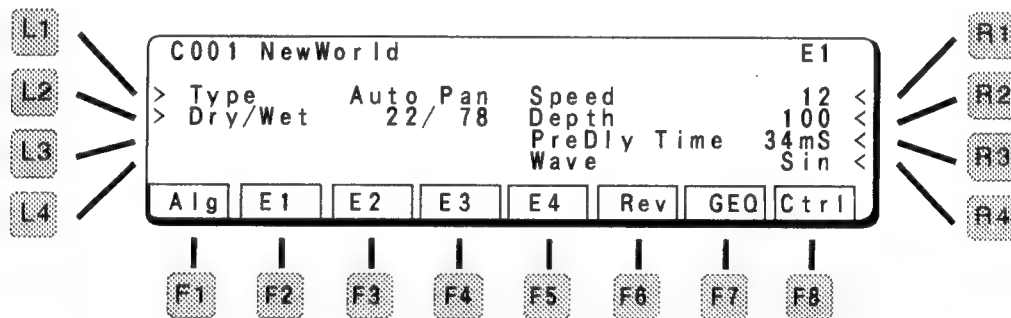 L1
L2
L3
L4
C001 NewWorld E1
> Type Auto Pan Speed 12 <
> Dry/Wet 22/ 78 Depth 100 <
PreDly Time 34mS <
Wave Sin <
Alg E1 E2 E3 E4 Rev GEQ Ctrl
R1
R2
R3
R4
F1 F2 F3 F4 F5 F6 F7 F8